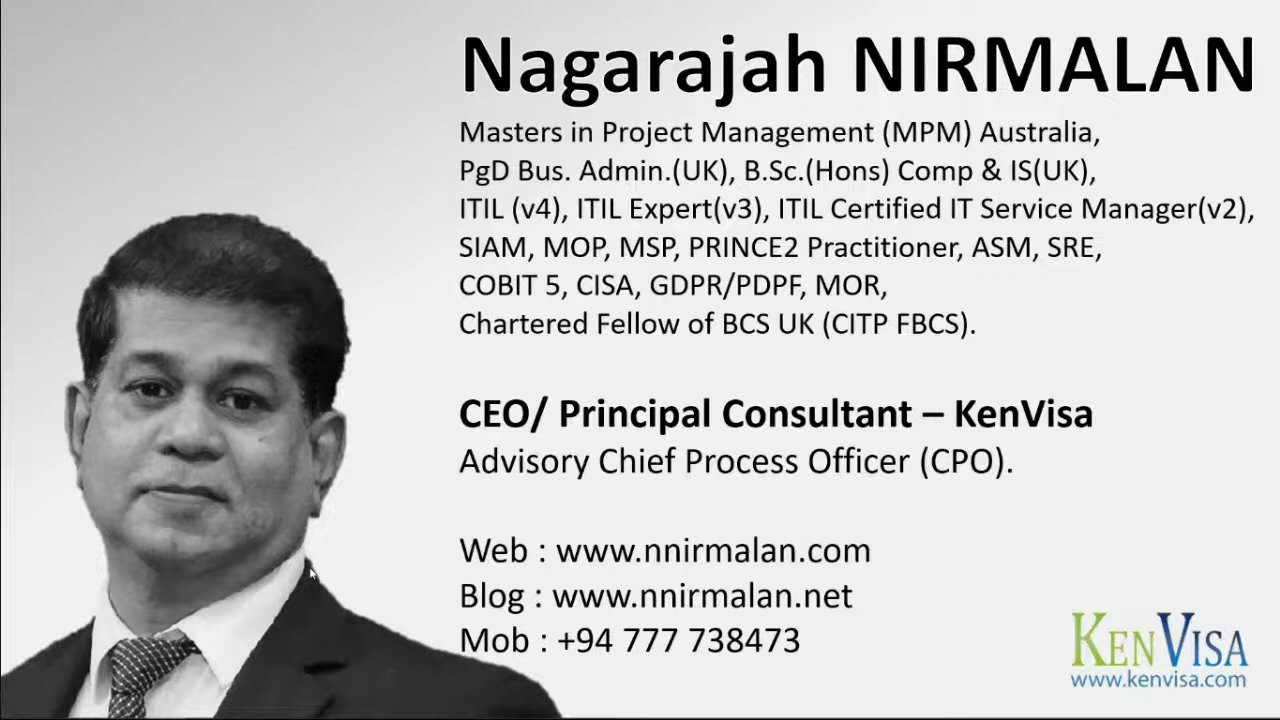 Nagarajah NIRMALAN
Masters in Project Management (MPM) Australia,
PgD Bus. Admin.(UK), B.Sc.(Hons) Comp & IS(UK),
ITIL (v4), ITIL Expert(v3), ITIL Certified IT Service Manager(v2),
SIAM, MOP, MSP, PRINCE2 Practitioner, ASM, SRE,
COBIT 5, CISA, GDPR/PDPF, MOR,
Chartered Fellow of BCS UK (CITP FBCS).
CEO/ Principal Consultant – KenVisa
Advisory Chief Process Officer (CPO).
Web : www.nnirmalan.com
Blog : www.nnirmalan.net
Mob : +94 777 738473
KENVISA
www.kenvisa.com